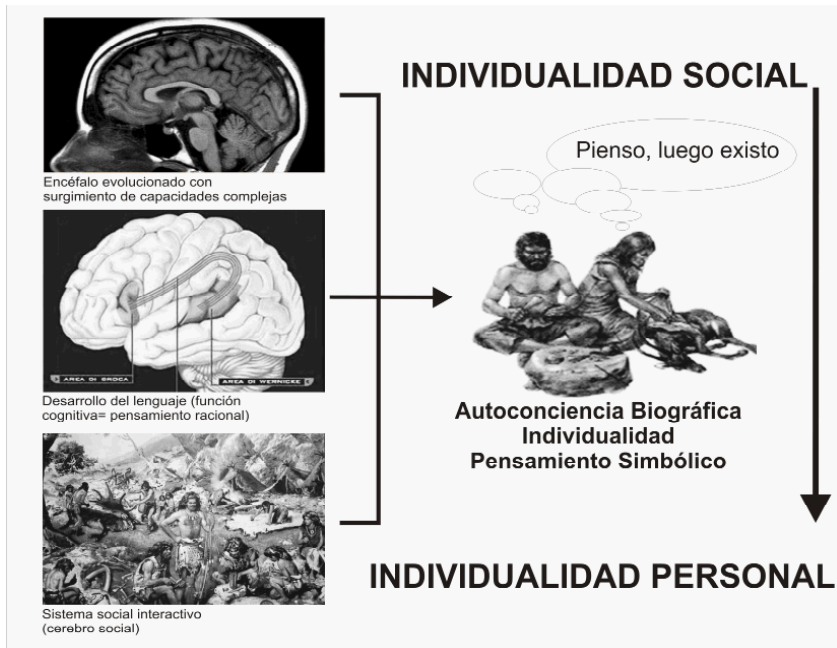 INDIVIDUALIDAD SOCIAL
Pienso, luego existo
Encéfalo evolucionado con
surgimiento de capacidades complejas
AREA DI BROCA
AREA DI WERNICKE
Desarrollo del lenguaje (función
cognitiva= pensamiento racional)
Autoconciencia Biográfica
Individualidad
Pensamiento Simbólico
INDIVIDUALIDAD PERSONAL
Sistema social interactivo
(cerebro social)